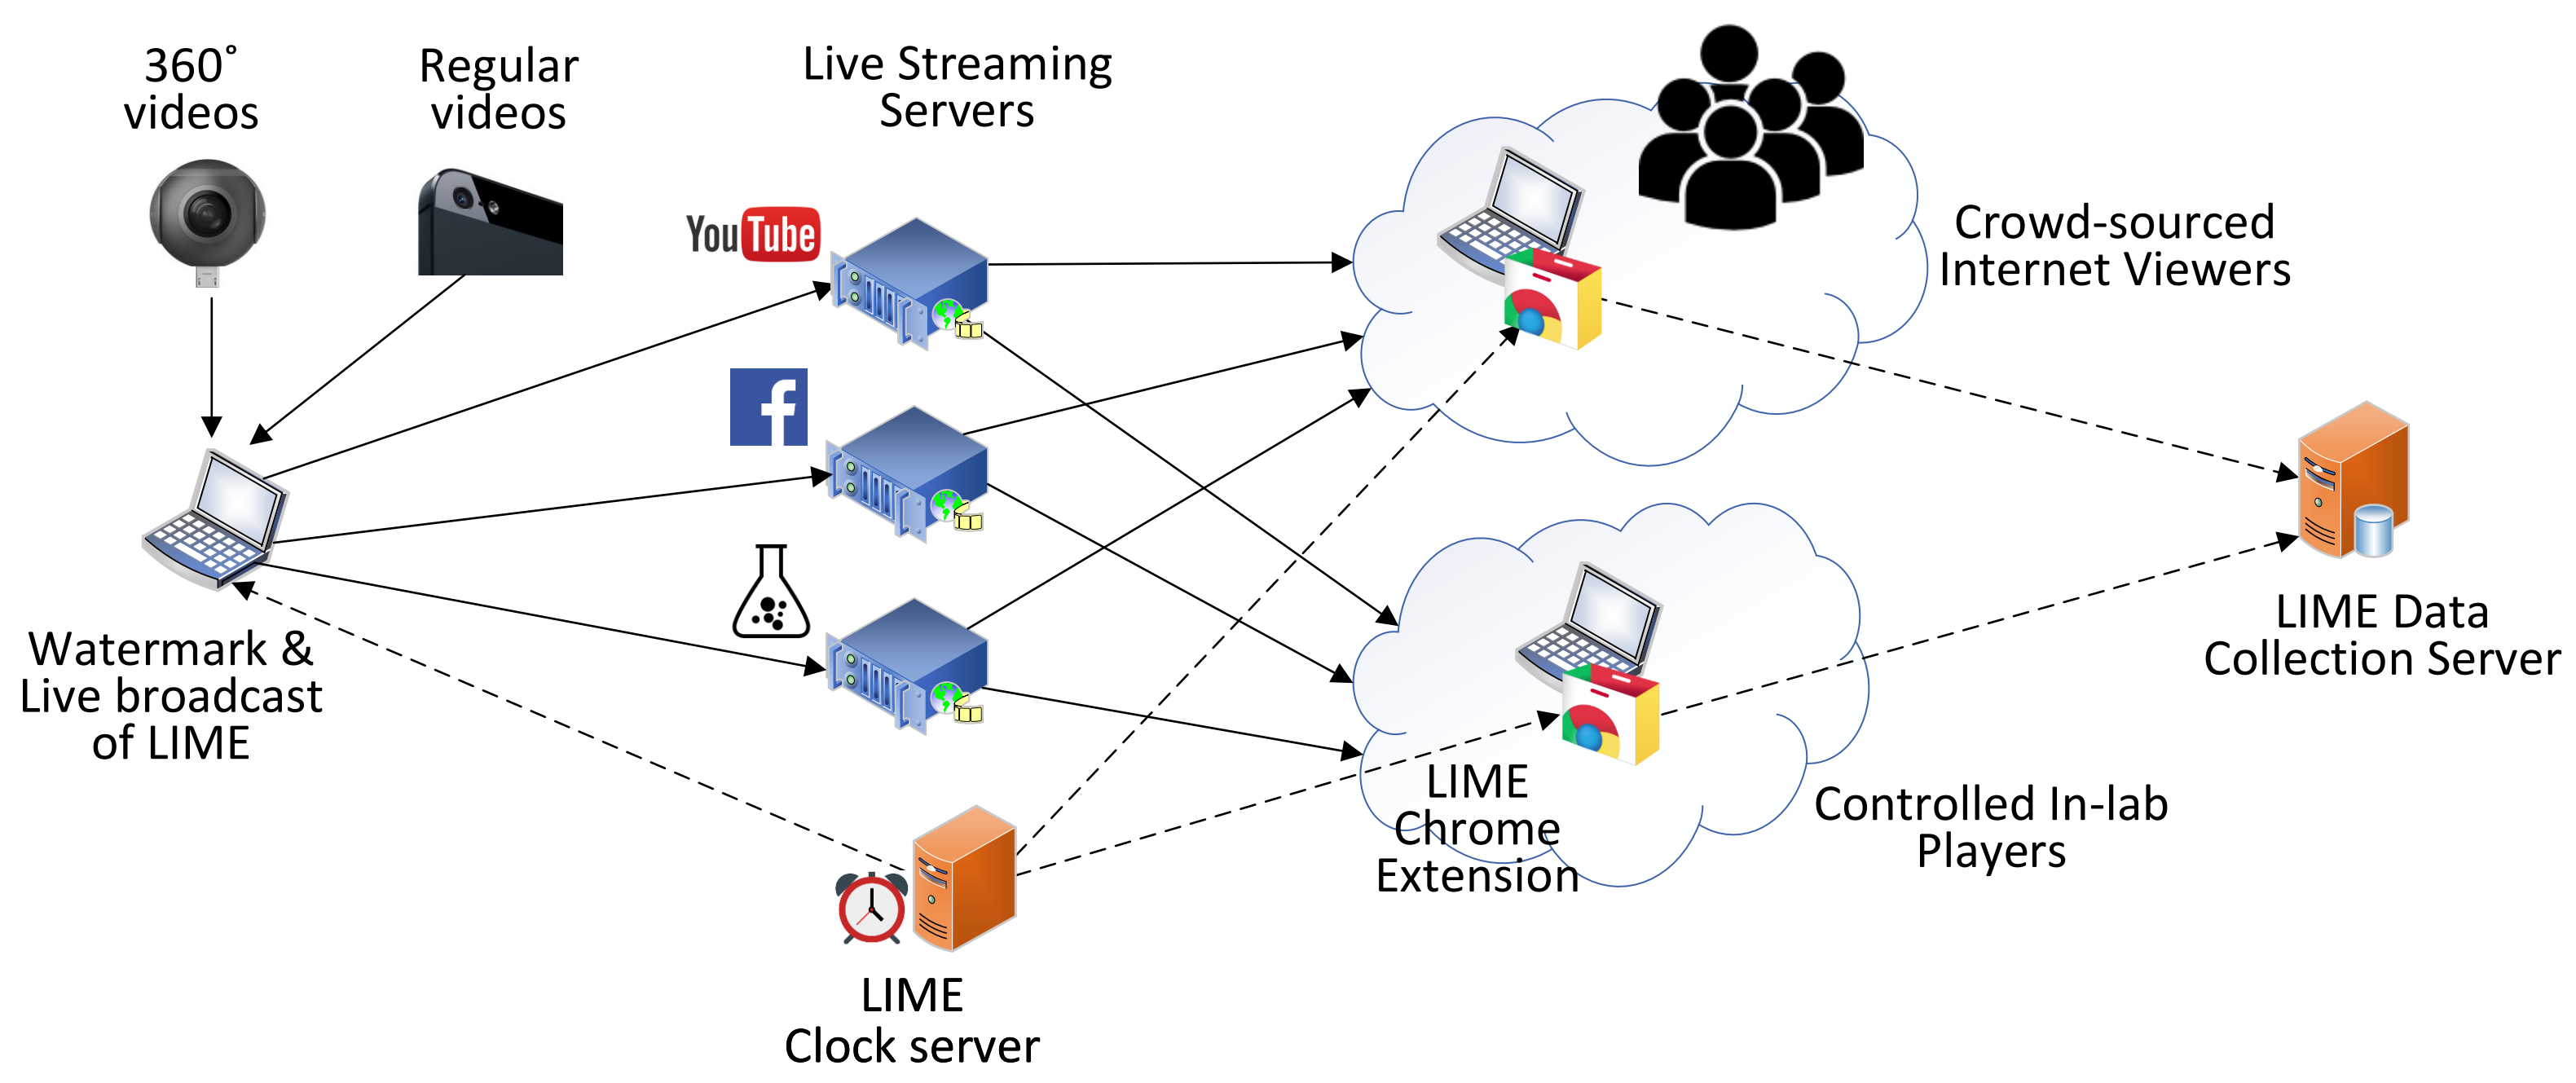 360˚
videos
Regular
videos
Live Streaming
Servers
YouTube
f
Crowd-sourced
Internet Viewers
LIME Data
Collection Server
Watermark &
Live broadcast
of LIME
LIME
Chrome
Extension
Controlled In-lab
Players
LIME
Clock server